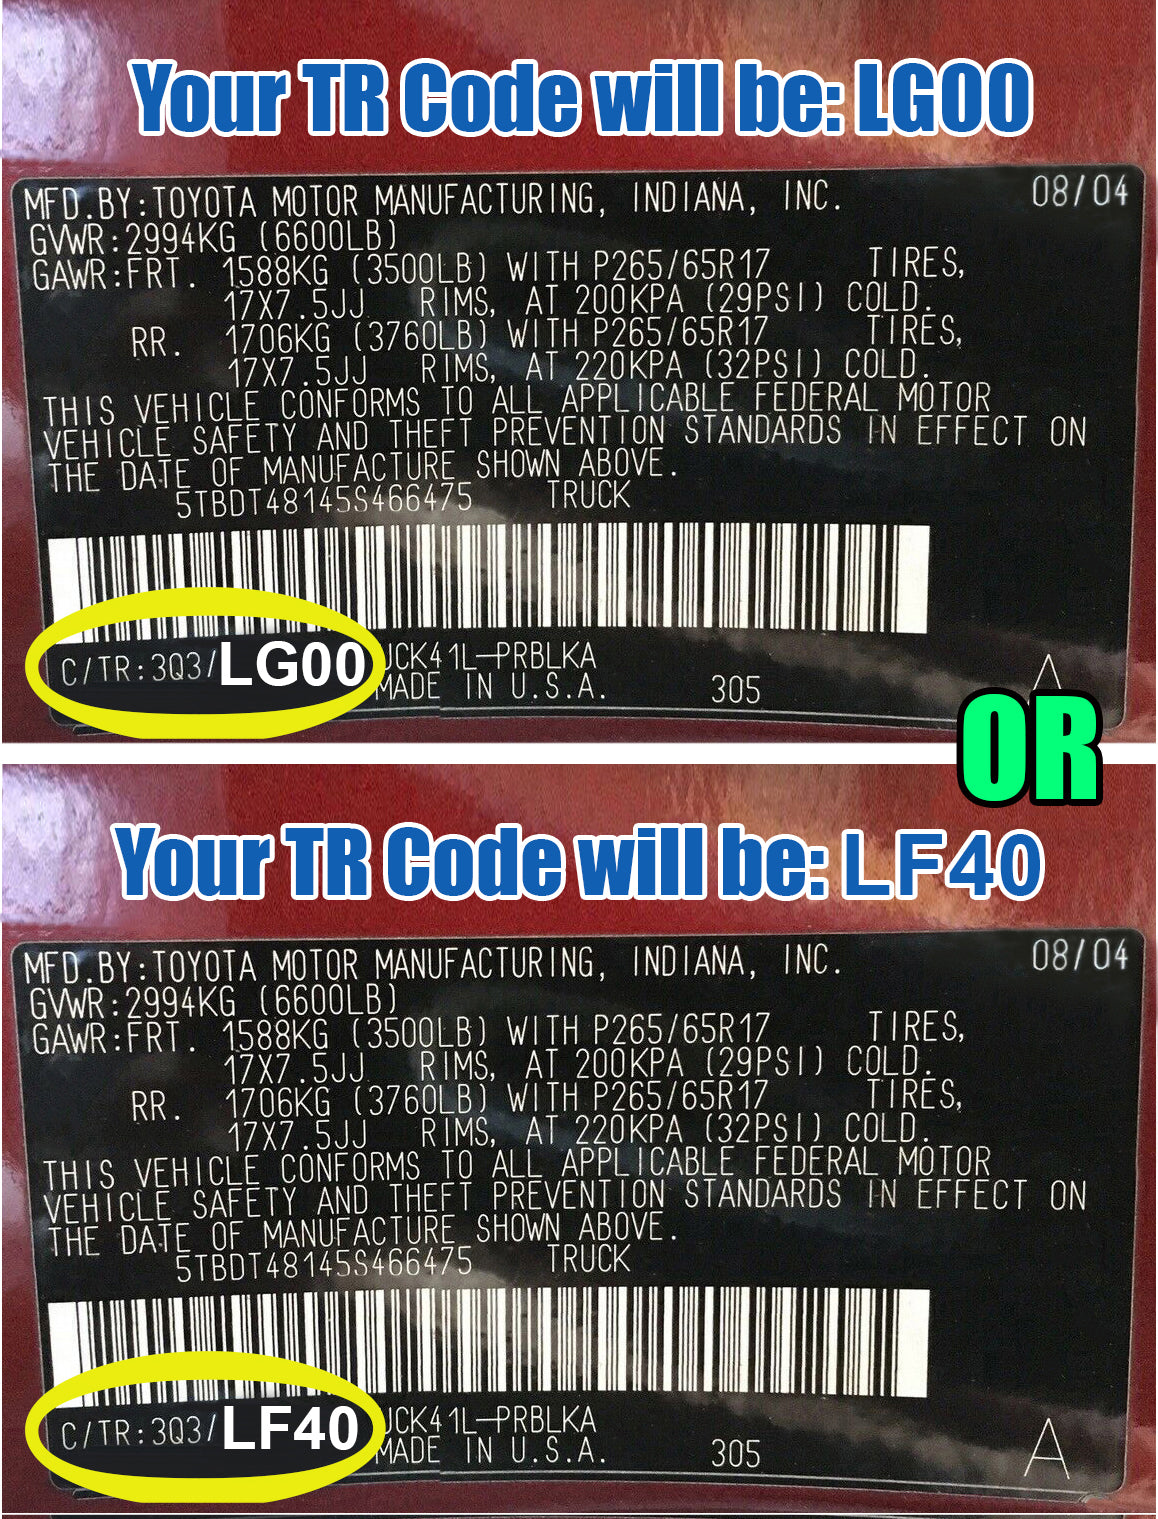 Your TR Code will be: LG00
MFD.BY:TOYOTA MOTOR MANUFACTURING, INDIANA, INC. 08/04
GVWR:2994KG (6600LB)
GAWR:FRT. 1588KG (3500LB) WITH P265/65R17 TIRES,
17X7.5JJ RIMS, AT 200KPA (29PSI) COLD.
RR. 1706KG (3760LB) WITH P265/65R17 TIRES,
17X7.5JJ RIMS, AT 220KPA (32PSI) COLD.
THIS VEHICLE CONFORMS TO ALL APPLICABLE FEDERAL MOTOR
VEHICLE SAFETY AND THEFT PREVENTION STANDARDS IN EFFECT ON
THE DATE OF MANUFACTURE SHOWN ABOVE.
5TBDT48145S466475 TRUCK
C/TR:3Q3/LG00 UCK41L-PRBLKA
MADE IN U.S.A. 305 A
OR
Your TR Code will be: LF40
MFD.BY:TOYOTA MOTOR MANUFACTURING, INDIANA, INC. 08/04
GVWR:2994KG (6600LB)
GAWR:FRT. 1588KG (3500LB) WITH P265/65R17 TIRES,
17X7.5JJ RIMS, AT 200KPA (29PSI) COLD.
RR. 1706KG (3760LB) WITH P265/65R17 TIRES,
17X7.5JJ RIMS, AT 220KPA (32PSI) COLD.
THIS VEHICLE CONFORMS TO ALL APPLICABLE FEDERAL MOTOR
VEHICLE SAFETY AND THEFT PREVENTION STANDARDS IN EFFECT ON
THE DATE OF MANUFACTURE SHOWN ABOVE.
5TBDT48145S466475 TRUCK
C/TR:3Q3/LF40 UCK41L-PRBLKA
MADE IN U.S.A. 305 A